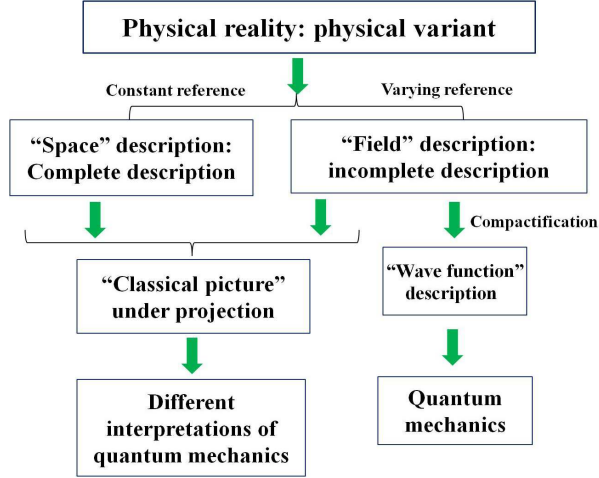 Physical reality: physical variant
Constant reference
Varying reference
“Space” description:
Complete description
“Field” description:
incomplete description
Compactification
“Classical picture”
under projection
“Wave function”
description
Different
interpretations of
quantum mechanics
Quantum
mechanics